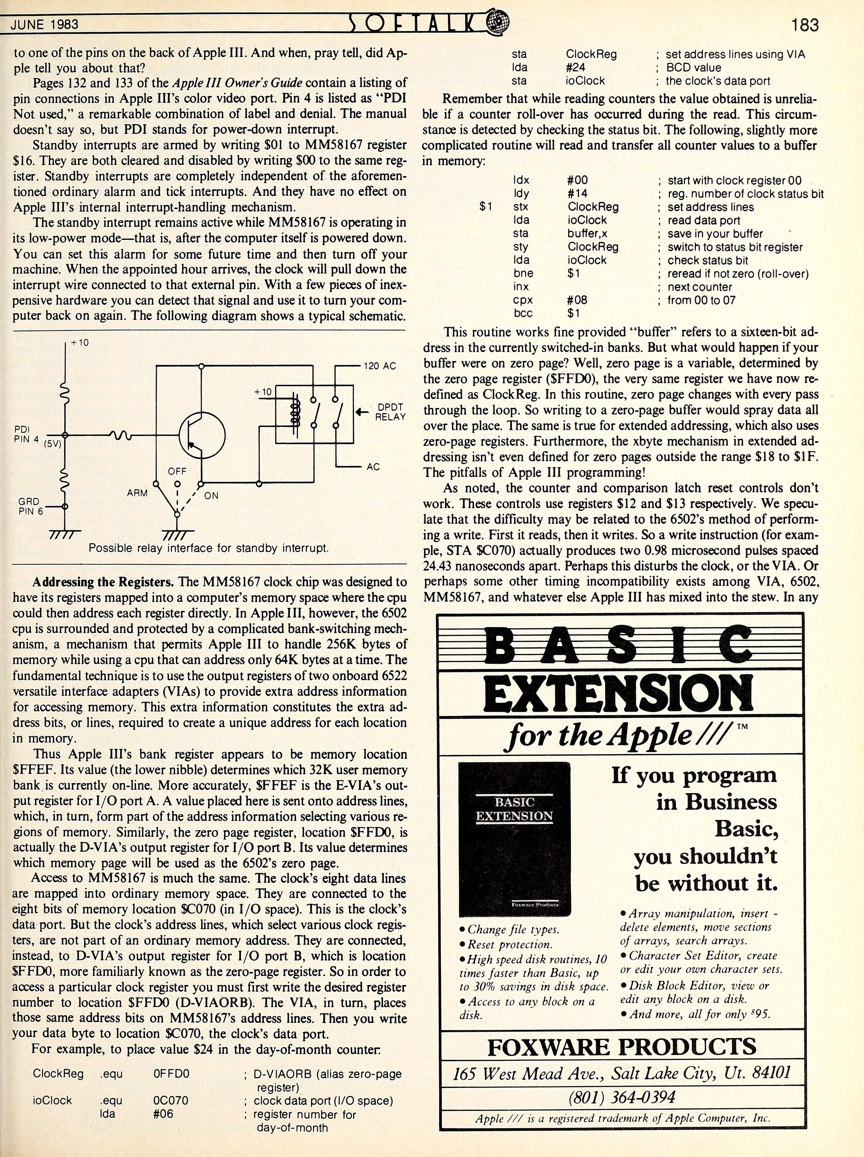 JUNE 1983
SOFTALK
183
to one of the pins on the back of Apple III. And when, pray tell, did Ap-
ple tell you about that?
Pages 132 and 133 of the Apple III Owner's Guide contain a listing of
pin connections in Apple III's color video port. Pin 4 is listed as "PDI
Not used," a remarkable combination of label and denial. The manual
doesn't say so, but PDI stands for power-down interrupt.
Standby interrupts are armed by writing $01 to MM58167 register
$16. They are both cleared and disabled by writing $00 to the same reg-
ister. Standby interrupts are completely independent of the aforemen-
tioned ordinary alarm and tick interrupts. And they have no effect on
Apple III's internal interrupt-handling mechanism.
The standby interrupt remains active while MM58167 is operating in
its low-power mode—that is, after the computer itself is powered down.
You can set this alarm for some future time and then turn off your
machine. When the appointed hour arrives, the clock will pull down the
interrupt wire connected to that external pin. With a few pieces of inex-
pensive hardware you can detect that signal and use it to turn your com-
puter back on again. The following diagram shows a typical schematic.
+10
120 AC
+10
DPDT
RELAY
PDI
PIN 4
(5V)
AC
OFF
ARM
ON
GRD
PIN 6
Possible relay interface for standby interrupt.
Addressing the Registers. The MM58167 clock chip was designed to
have its registers mapped into a computer's memory space where the cpu
could then address each register directly. In Apple III, however, the 6502
cpu is surrounded and protected by a complicated bank-switching mech-
anism, a mechanism that permits Apple III to handle 256K bytes of
memory while using a cpu that can address only 64K bytes at a time. The
fundamental technique is to use the output registers of two onboard 6522
versatile interface adapters (VIAs) to provide extra address information
for accessing memory. This extra information constitutes the extra ad-
dress bits, or lines, required to create a unique address for each location
in memory.
Thus Apple III's bank register appears to be memory location
$FFEF. Its value (the lower nibble) determines which 32K user memory
bank is currently on-line. More accurately, $FFEF is the E-VIA's out-
put register for I/O port A. A value placed here is sent onto address lines,
which, in turn, form part of the address information selecting various re-
gions of memory. Similarly, the zero page register, location $FFD0, is
actually the D-VIA's output register for I/O port B. Its value determines
which memory page will be used as the 6502's zero page.
Access to MM58167 is much the same. The clock's eight data lines
are mapped into ordinary memory space. They are connected to the
eight bits of memory location $C070 (in I/O space). This is the clock's
data port. But the clock's address lines, which select various clock regis-
ters, are not part of an ordinary memory address. They are connected,
instead, to D-VIA's output register for I/O port B, which is location
$FFD0, more familiarly known as the zero-page register. So in order to
access a particular clock register you must first write the desired register
number to location $FFD0 (D-VIAORB). The VIA, in turn, places
those same address bits on MM58167's address lines. Then you write
your data byte to location $C070, the clock's data port.
For example, to place value $24 in the day-of-month counter:
ClockReg .equ 0FFD0 ; D-VIAORB (alias zero-page
register)
ioClock .equ 0C070 ; clock data port (I/O space)
lda #06 ; register number for
day-of-month
sta ClockReg ; set address lines using VIA
lda #24 ; BCD value
sta ioClock ; the clock's data port
Remember that while reading counters the value obtained is unrelia-
ble if a counter roll-over has occurred during the read. This circum-
stance is detected by checking the status bit. The following, slightly more
complicated routine will read and transfer all counter values to a buffer
in memory:
ldx #00 ; start with clock register 00
ldy #14 ; reg. number of clock status bit
$1 stx ClockReg ; set address lines
lda ioClock ; read data port
sta buffer,x ; save in your buffer
sty ClockReg ; switch to status bit register
lda ioClock ; check status bit
bne $1 ; reread if not zero (roll-over)
inx ; next counter
cpx #08 ; from 00 to 07
bcc $1
This routine works fine provided "buffer" refers to a sixteen-bit ad-
dress in the currently switched-in banks. But what would happen if your
buffer were on zero page? Well, zero page is a variable, determined by
the zero page register ($FFD0), the very same register we have now re-
defined as ClockReg. In this routine, zero page changes with every pass
through the loop. So writing to a zero-page buffer would spray data all
over the place. The same is true for extended addressing, which also uses
zero-page registers. Furthermore, the xbyte mechanism in extended ad-
dressing isn't even defined for zero pages outside the range $18 to $1F.
The pitfalls of Apple III programming!
As noted, the counter and comparison latch reset controls don't
work. These controls use registers $12 and $13 respectively. We specu-
late that the difficulty may be related to the 6502's method of perform-
ing a write. First it reads, then it writes. So a write instruction (for exam-
ple, STA $C070) actually produces two 0.98 microsecond pulses spaced
24.43 nanoseconds apart. Perhaps this disturbs the clock, or the VIA. Or
perhaps some other timing incompatibility exists among VIA, 6502,
MM58167, and whatever else Apple III has mixed into the stew. In any
BASIC
EXTENSION
for the Apple /// ™
BASIC
EXTENSION
Foxware Products
If you program
in Business
Basic,
you shouldn't
be without it.
• Change file types.
• Reset protection.
• High speed disk routines, 10
times faster than Basic, up
to 30% savings in disk space.
• Access to any block on a
disk.
• Array manipulation, insert -
delete elements, move sections
of arrays, search arrays.
• Character Set Editor, create
or edit your own character sets.
• Disk Block Editor, view or
edit any block on a disk.
• And more, all for only $95.
FOXWARE PRODUCTS
165 West Mead Ave., Salt Lake City, Ut. 84101
(801) 364-0394
Apple /// is a registered trademark of Apple Computer, Inc.